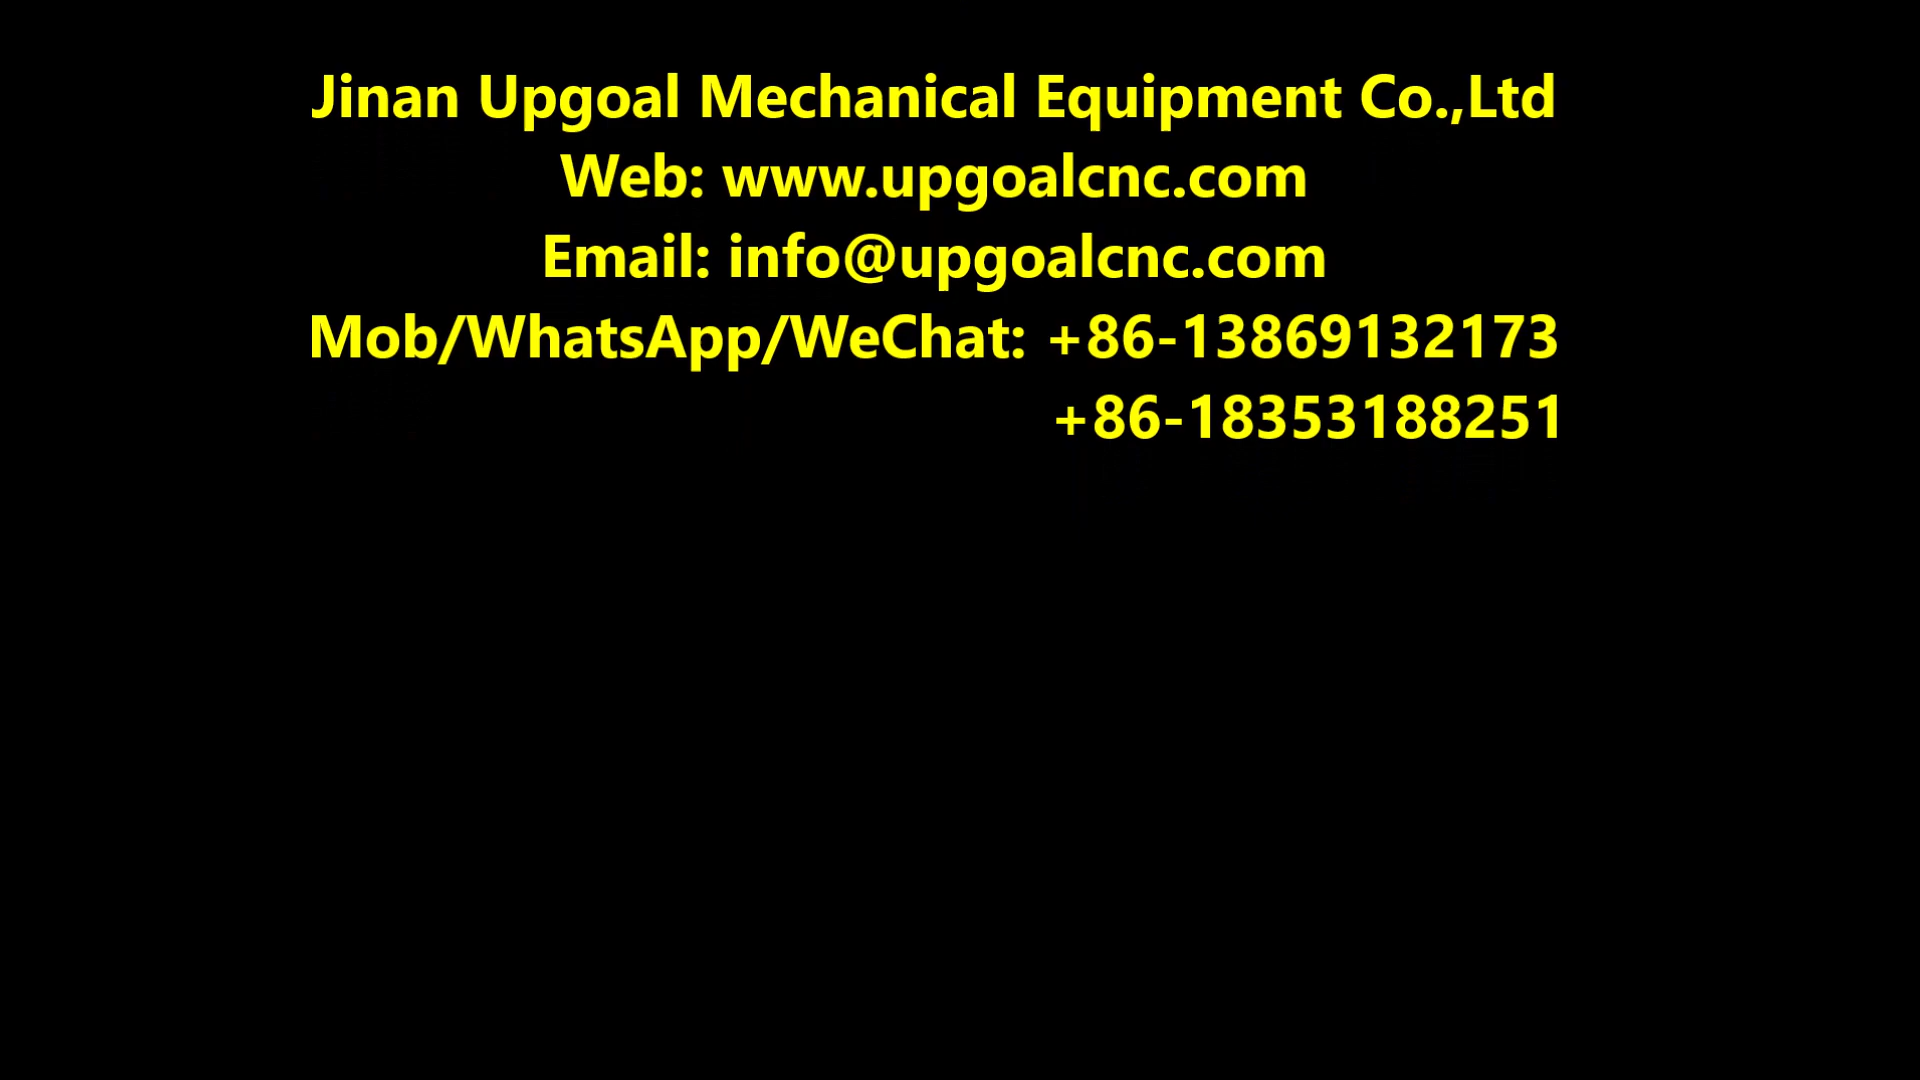 Jinan Upgoal Mechanical Equipment Co.,Ltd
Web: www.upgoalcnc.com
Email: info@upgoalcnc.com
Mob/WhatsApp/WeChat: +86-13869132173
+86-18353188251